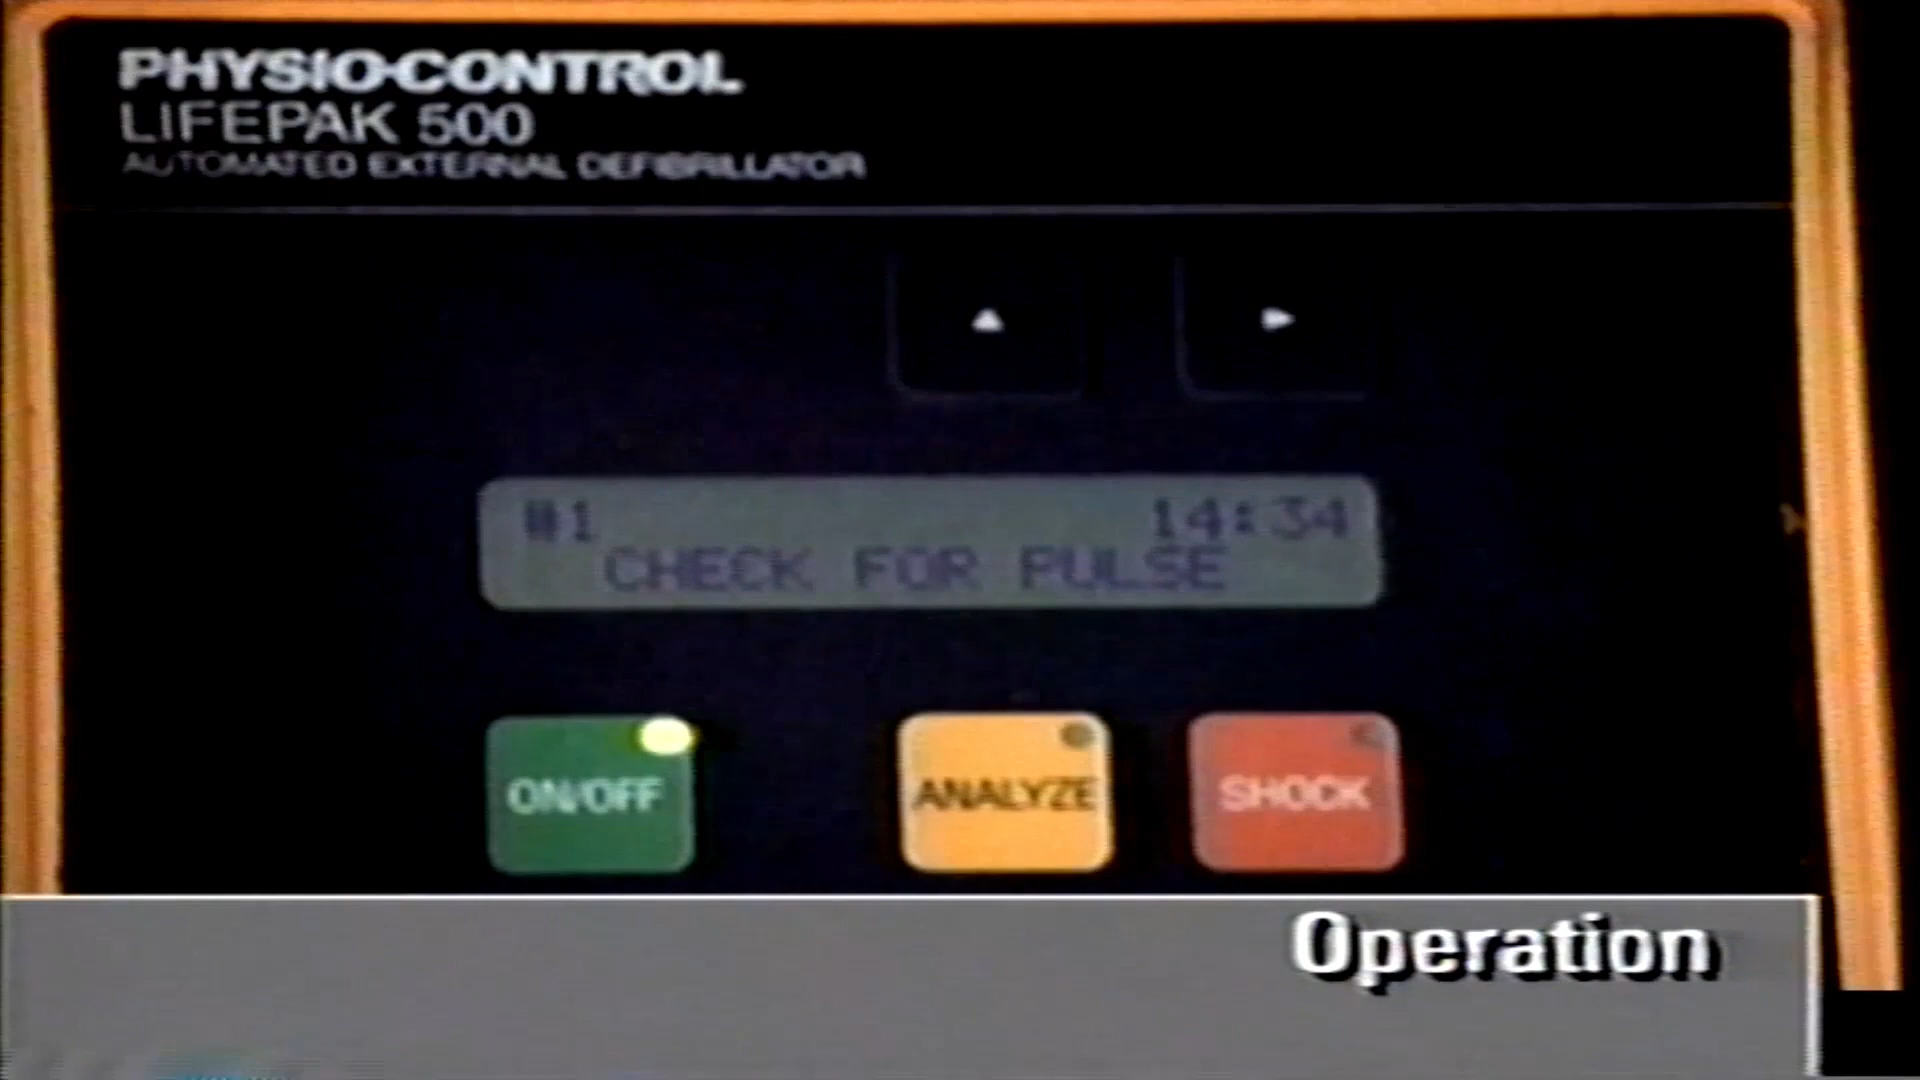 PHYSIO-CONTROL
LIFEPAK 500
AUTOMATED EXTERNAL DEFIBRILLATOR
#1 14:34
CHECK FOR PULSE
ON/OFF ANALYZE SHOCK
Operation